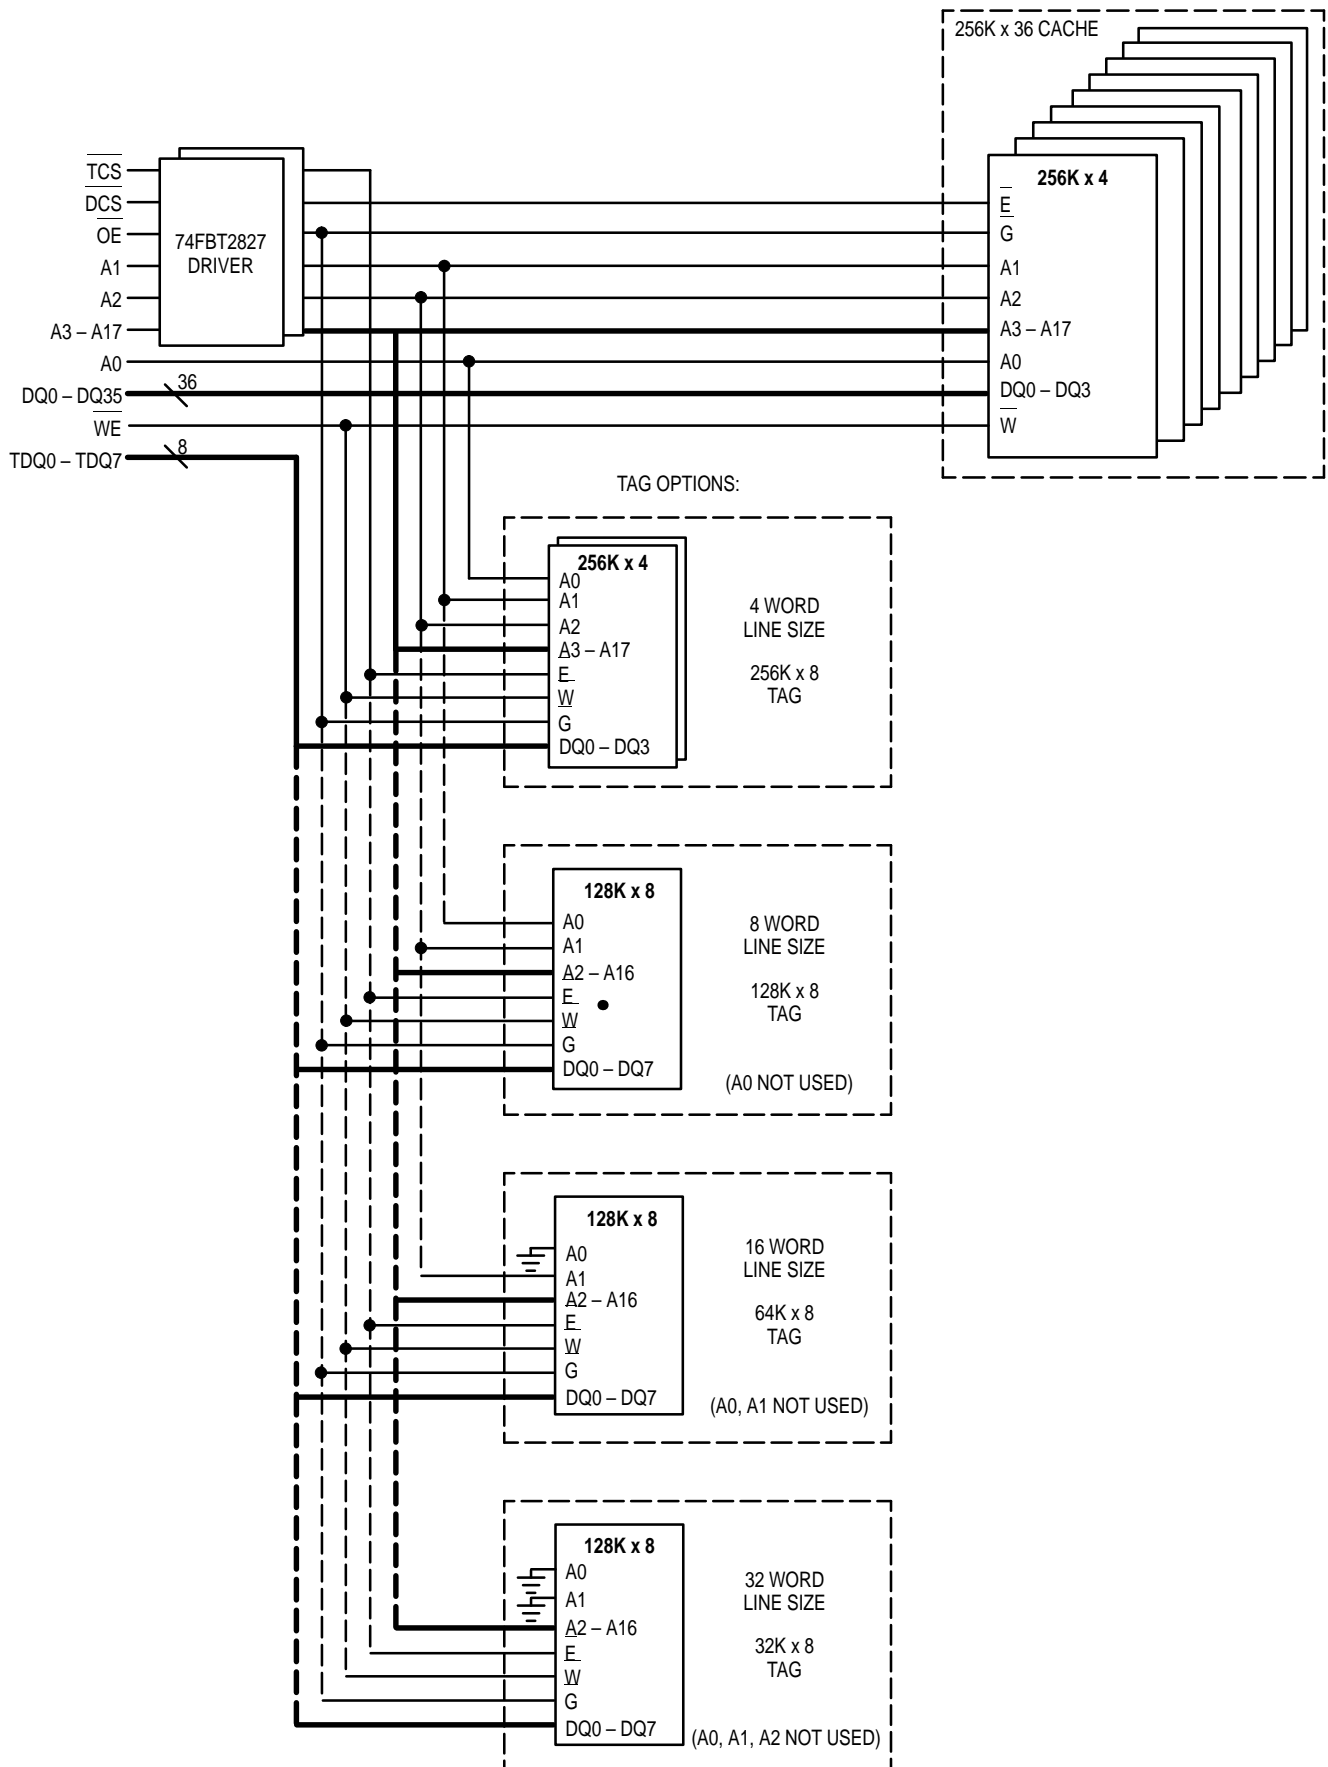 256K x 36 CACHE
256K x 4
E
G
A1
A2
A3 – A17
A0
DQ0 – DQ3
W
TCS
DCS
OE
A1
A2
A3 – A17
A0
DQ0 – DQ35
WE
TDQ0 – TDQ7
74FBT2827
DRIVER
36
8
TAG OPTIONS:
256K x 4
A0
A1
A2
A3 – A17
E
W
G
DQ0 – DQ3
4 WORD
LINE SIZE
256K x 8
TAG
128K x 8
A0
A1
A2 – A16
E
W
G
DQ0 – DQ7
8 WORD
LINE SIZE
128K x 8
TAG
(A0 NOT USED)
128K x 8
A0
A1
A2 – A16
E
W
G
DQ0 – DQ7
16 WORD
LINE SIZE
64K x 8
TAG
(A0, A1 NOT USED)
128K x 8
A0
A1
A2 – A16
E
W
G
DQ0 – DQ7
32 WORD
LINE SIZE
32K x 8
TAG
(A0, A1, A2 NOT USED)